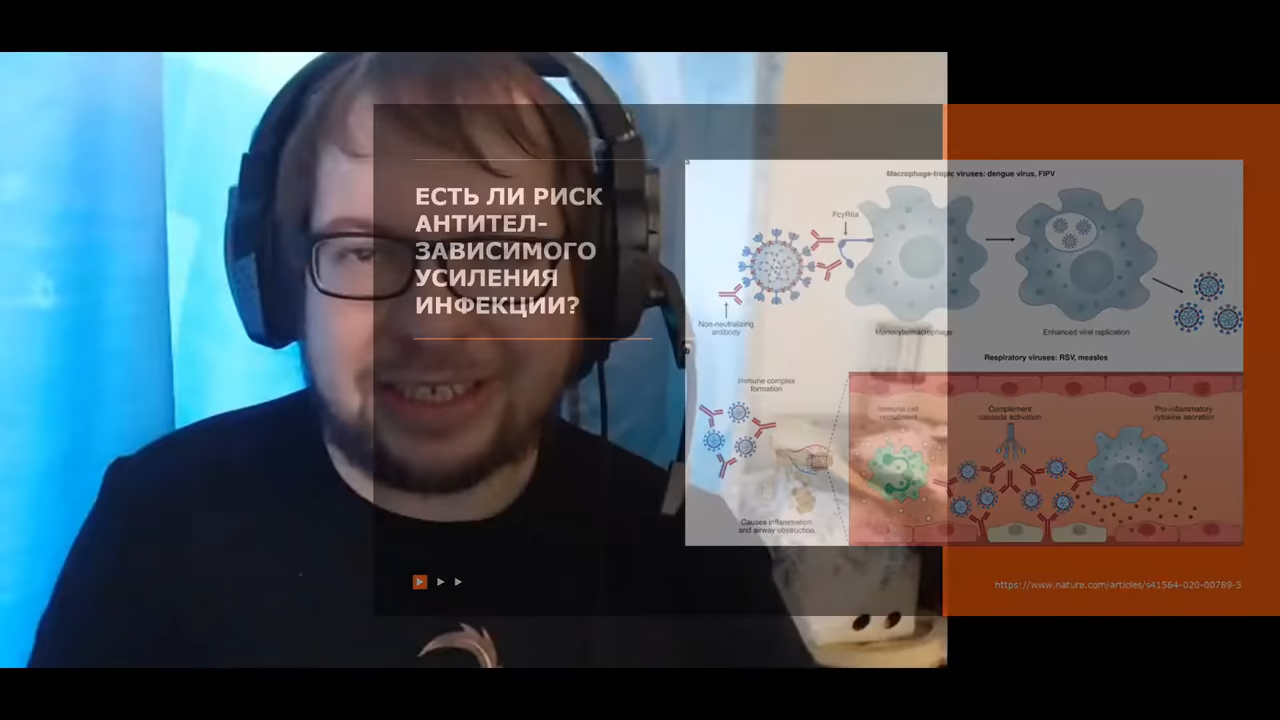 ЕСТЬ ЛИ РИСК
АНТИТЕЛ-
ЗАВИСИМОГО
УСИЛЕНИЯ
ИНФЕКЦИИ?
a
Macrophage-tropic viruses: dengue virus, FIPV
FcγRIIa
Non-neutralizing
antibody
Monocyte/macrophage
Enhanced viral replication
b
Respiratory viruses: RSV, measles
Immune complex
formation
Immune cell
recruitment
Complement
cascade activation
Pro-inflammatory
cytokine secretion
Causes inflammation
and airway obstruction
https://www.nature.com/articles/s41564-020-00789-5